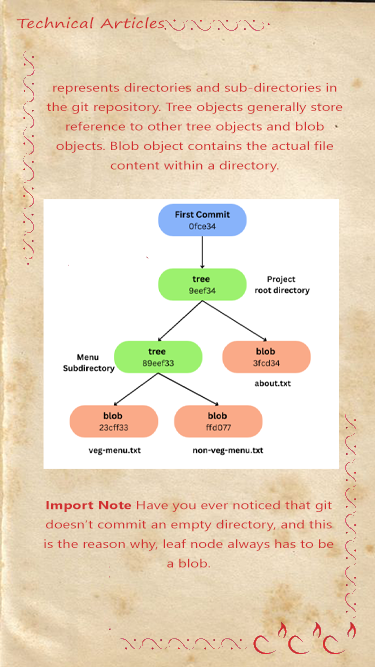 Technical Articles
represents directories and sub-directories in
the git repository. Tree objects generally store
reference to other tree objects and blob
objects. Blob object contains the actual file
content within a directory.
First Commit
0fce34
tree
9eef34
Project
root directory
Menu
Subdirectory
tree
89eef33
blob
3fcd34
about.txt
blob
23cff33
blob
ffd077
veg-menu.txt
non-veg-menu.txt
Import Note Have you ever noticed that git
doesn't commit an empty directory, and this
is the reason why, leaf node always has to be
a blob.